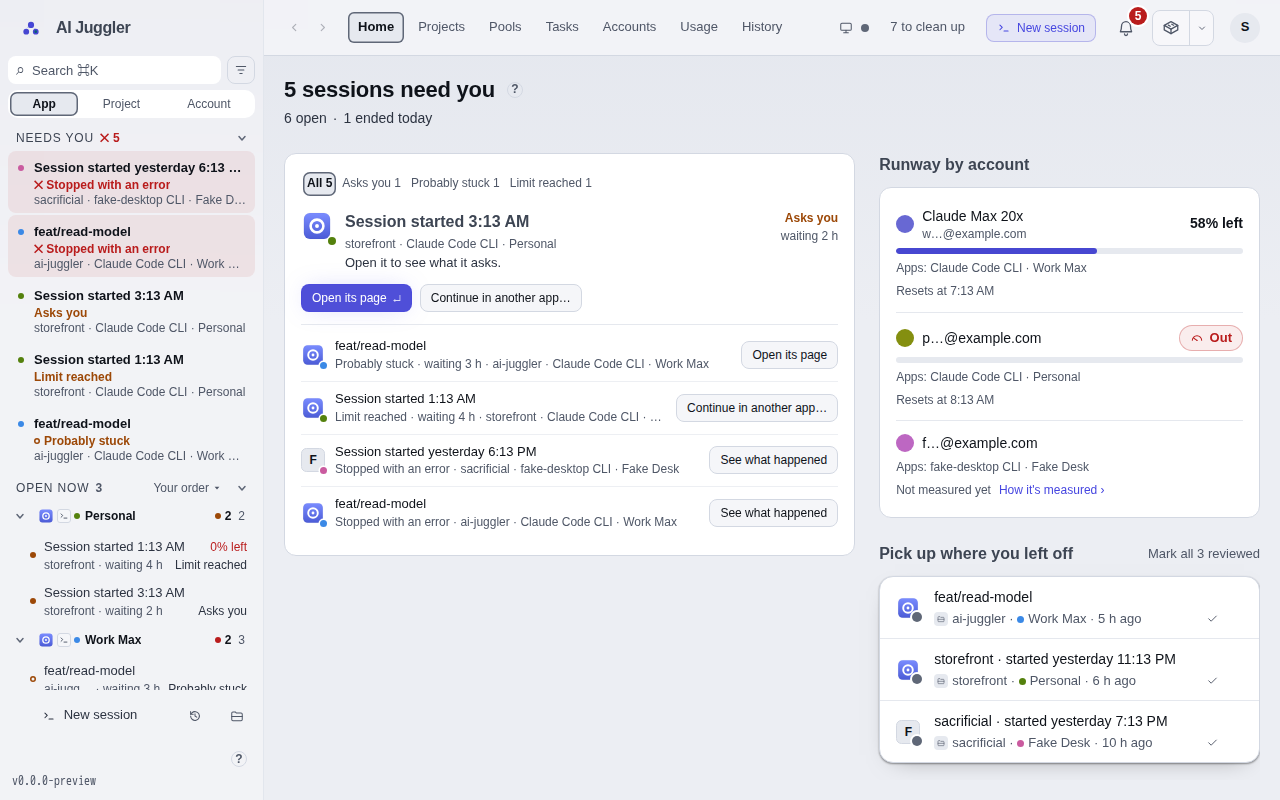 AI Juggler
Search ⌘K
App Project Account
NEEDS YOU 5
Session started yesterday 6:13 …
Stopped with an error
sacrificial · fake-desktop CLI · Fake D…
feat/read-model
Stopped with an error
ai-juggler · Claude Code CLI · Work …
Session started 3:13 AM
Asks you
storefront · Claude Code CLI · Personal
Session started 1:13 AM
Limit reached
storefront · Claude Code CLI · Personal
feat/read-model
Probably stuck
ai-juggler · Claude Code CLI · Work …
OPEN NOW 3 Your order
Personal 2 2
Session started 1:13 AM 0% left
storefront · waiting 4 h Limit reached
Session started 3:13 AM
storefront · waiting 2 h Asks you
Work Max 2 3
feat/read-model
ai-jugg… · waiting 3 h Probably stuck
New session
?
v0.0.0-preview
Home Projects Pools Tasks Accounts Usage History
7 to clean up
New session
5
S
5 sessions need you ?
6 open · 1 ended today
All 5 Asks you 1 Probably stuck 1 Limit reached 1
Session started 3:13 AM Asks you
storefront · Claude Code CLI · Personal waiting 2 h
Open it to see what it asks.
Open its page Continue in another app…
feat/read-model
Probably stuck · waiting 3 h · ai-juggler · Claude Code CLI · Work Max
Open its page
Session started 1:13 AM
Limit reached · waiting 4 h · storefront · Claude Code CLI · …
Continue in another app…
F
Session started yesterday 6:13 PM
Stopped with an error · sacrificial · fake-desktop CLI · Fake Desk
See what happened
feat/read-model
Stopped with an error · ai-juggler · Claude Code CLI · Work Max
See what happened
Runway by account
Claude Max 20x 58% left
w…@example.com
Apps: Claude Code CLI · Work Max
Resets at 7:13 AM
p…@example.com Out
Apps: Claude Code CLI · Personal
Resets at 8:13 AM
f…@example.com
Apps: fake-desktop CLI · Fake Desk
Not measured yet How it's measured ›
Pick up where you left off Mark all 3 reviewed
feat/read-model
ai-juggler · Work Max · 5 h ago
storefront · started yesterday 11:13 PM
storefront · Personal · 6 h ago
F
sacrificial · started yesterday 7:13 PM
sacrificial · Fake Desk · 10 h ago